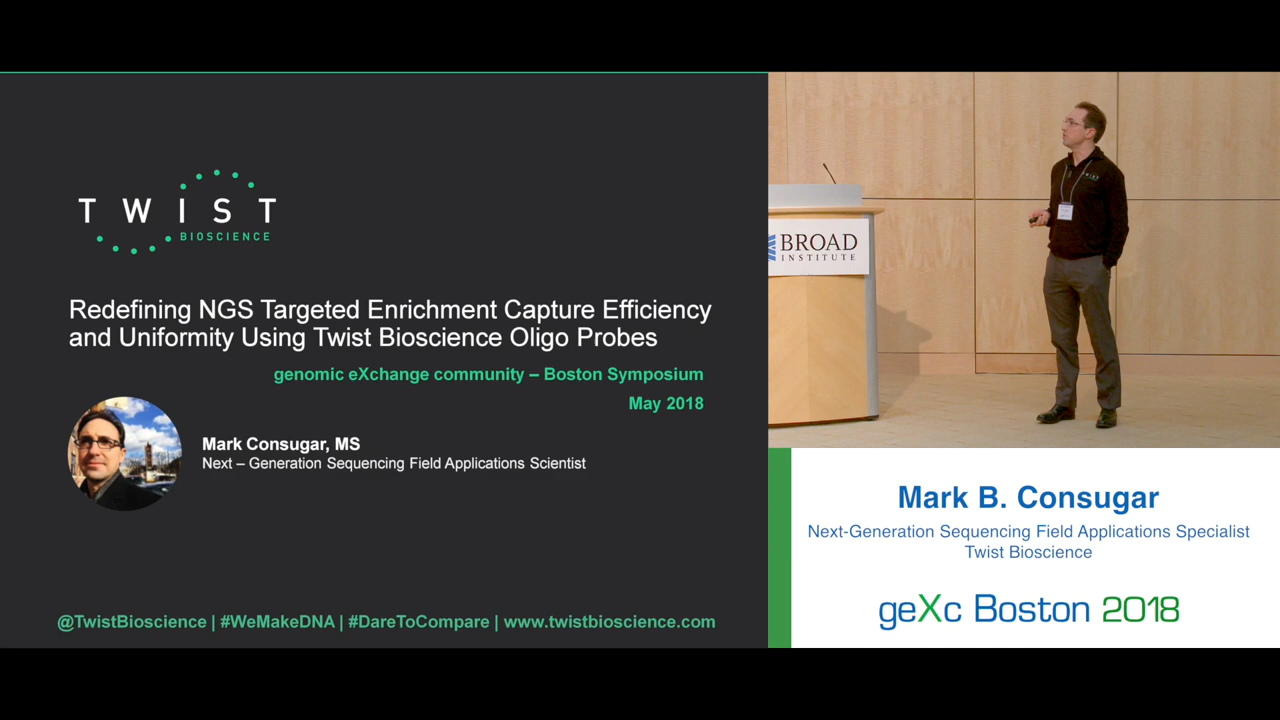 TWIST
BIOSCIENCE
Redefining NGS Targeted Enrichment Capture Efficiency
and Uniformity Using Twist Bioscience Oligo Probes
genomic eXchange community – Boston Symposium
May 2018
Mark Consugar, MS
Next – Generation Sequencing Field Applications Scientist
@TwistBioscience | #WeMakeDNA | #DareToCompare | www.twistbioscience.com
BROAD
INSTITUTE
Mark B. Consugar
Next-Generation Sequencing Field Applications Specialist
Twist Bioscience
geXc Boston 2018